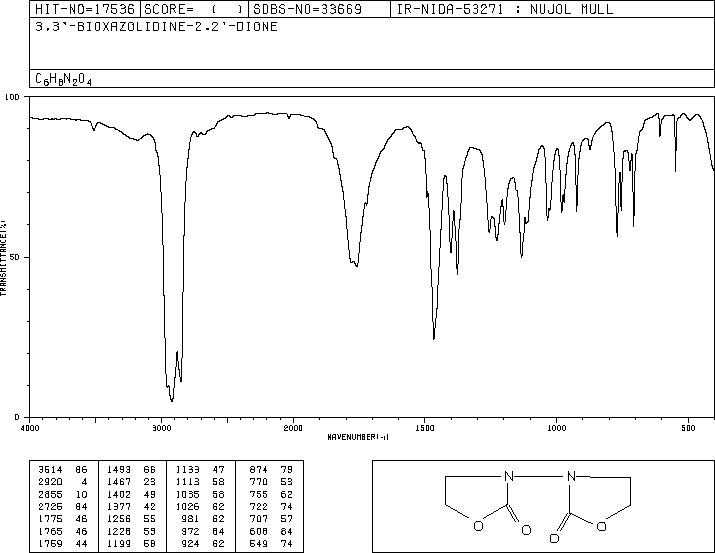 HIT-NO=17536 SCORE= ( ) SDBS-NO=33669 IR-NIDA-53271 : NUJOL MULL
3,3'-BIOXAZOLIDINE-2,2'-DIONE
C6H8N2O4
100
50
0
TRANSMITTANCE(%)
4000 3000 2000 1500 1000 500
WAVENUMBER(-1)
3514 86 1493 66 1133 47 874 79
2920 4 1467 23 1113 58 770 53
2855 10 1402 49 1035 58 755 62
2725 84 1377 42 1026 62 722 74
1775 46 1256 55 981 62 707 57
1765 46 1228 53 972 64 608 84
1759 44 1199 58 924 62 549 74
N N
O O O O